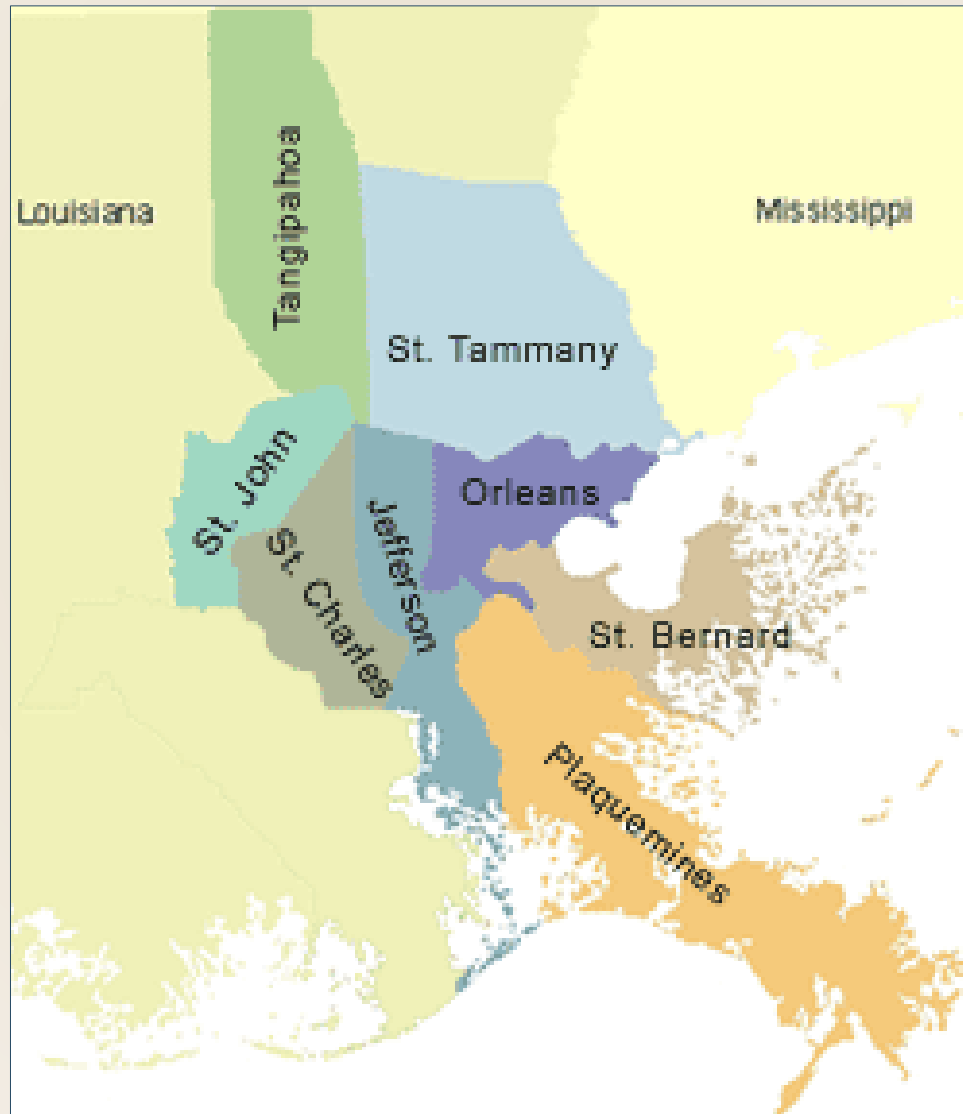 Tangipahoa
Louisiana
Mississippi
St. Tammany
St. John
Orleans
Jefferson
St. Charles
St. Bernard
Plaquemines